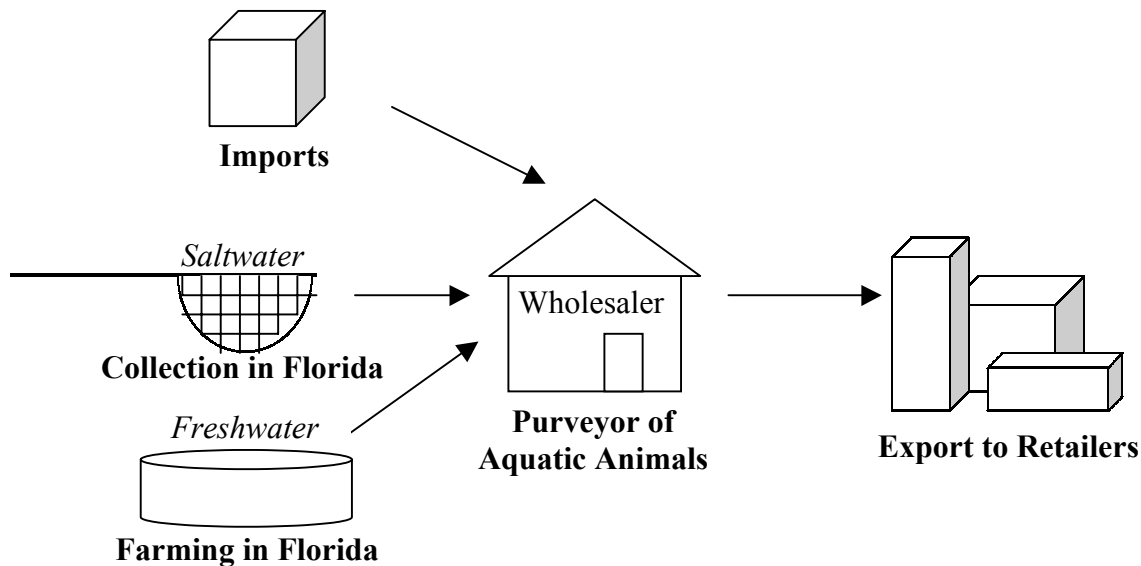 Imports
Saltwater
Collection in Florida
Freshwater
Farming in Florida
Wholesaler
Purveyor of
Aquatic Animals
Export to Retailers